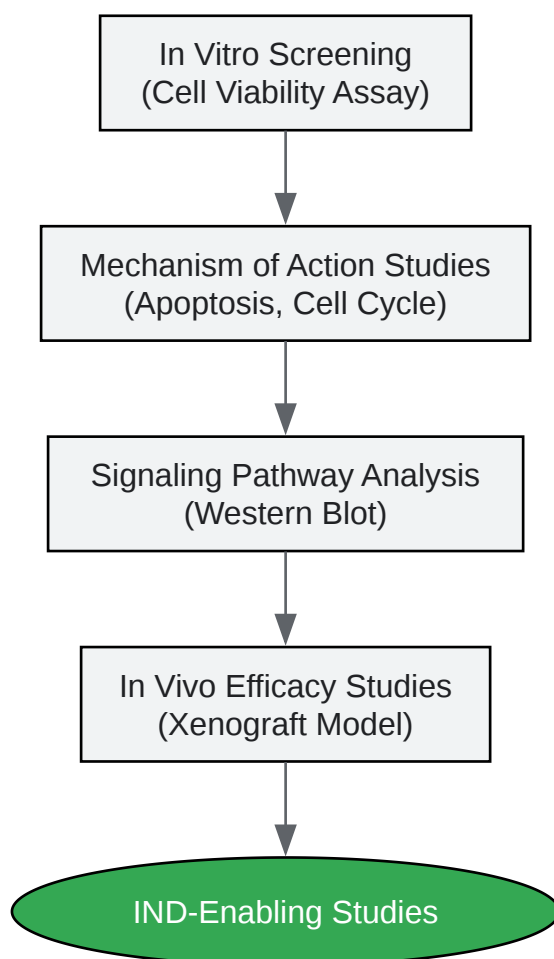 In Vitro Screening
(Cell Viability Assay)
Mechanism of Action Studies
(Apoptosis, Cell Cycle)
Signaling Pathway Analysis
(Western Blot)
In Vivo Efficacy Studies
(Xenograft Model)
IND-Enabling Studies